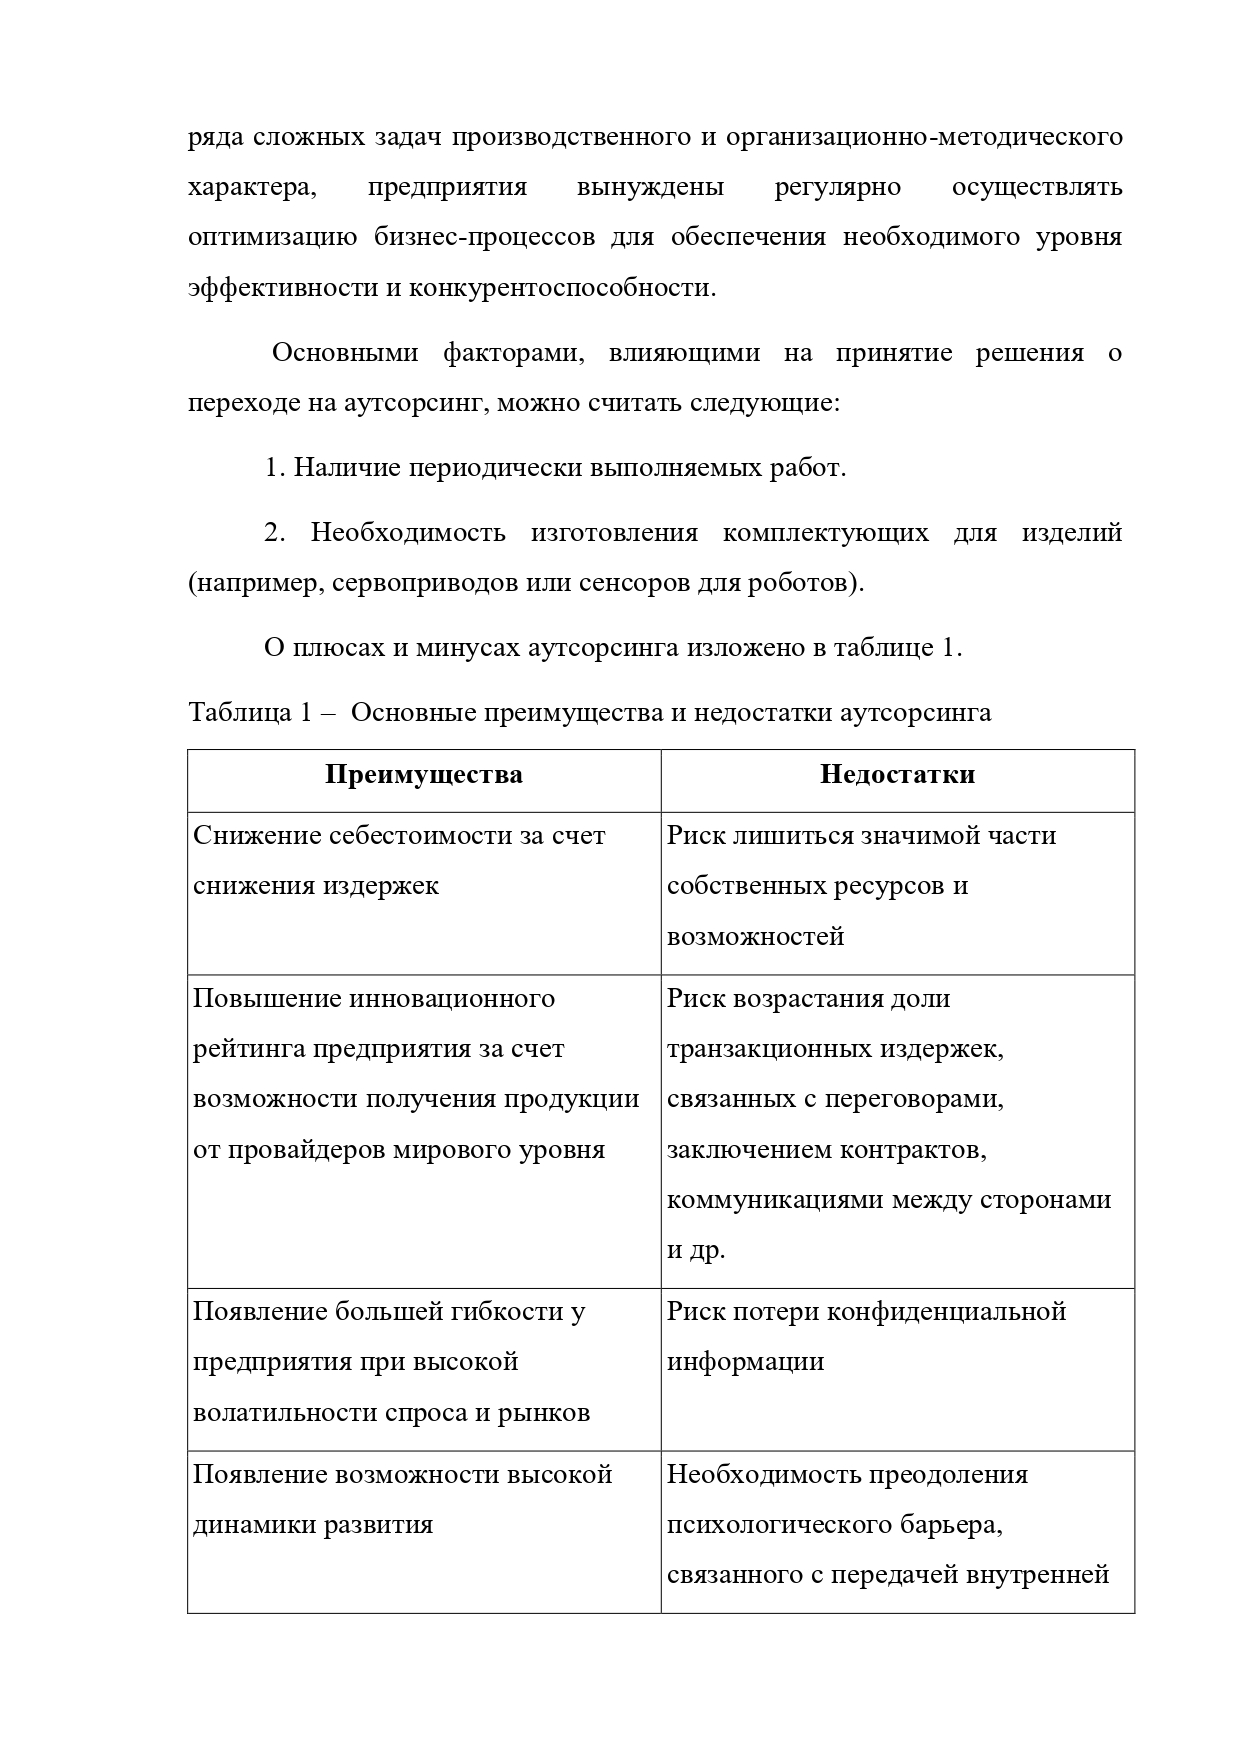 ряда сложных задач производственного и организационно-методического
характера, предприятия вынуждены регулярно осуществлять
оптимизацию бизнес-процессов для обеспечения необходимого уровня
эффективности и конкурентоспособности.
Основными факторами, влияющими на принятие решения о
переходе на аутсорсинг, можно считать следующие:
1. Наличие периодически выполняемых работ.
2. Необходимость изготовления комплектующих для изделий
(например, сервоприводов или сенсоров для роботов).
О плюсах и минусах аутсорсинга изложено в таблице 1.
Таблица 1 – Основные преимущества и недостатки аутсорсинга
Преимущества
Недостатки
Снижение себестоимости за счет
снижения издержек
Риск лишиться значимой части
собственных ресурсов и
возможностей
Повышение инновационного
рейтинга предприятия за счет
возможности получения продукции
от провайдеров мирового уровня
Риск возрастания доли
транзакционных издержек,
связанных с переговорами,
заключением контрактов,
коммуникациями между сторонами
и др.
Появление большей гибкости у
предприятия при высокой
волатильности спроса и рынков
Риск потери конфиденциальной
информации
Появление возможности высокой
динамики развития
Необходимость преодоления
психологического барьера,
связанного с передачей внутренней